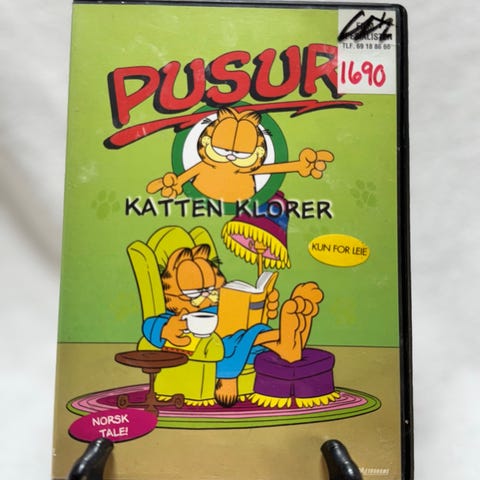 PUSUR
TLF. 69 18 86 66
1690
KATTEN KLORER
KUN FOR LEIE
NORSK
TALE!